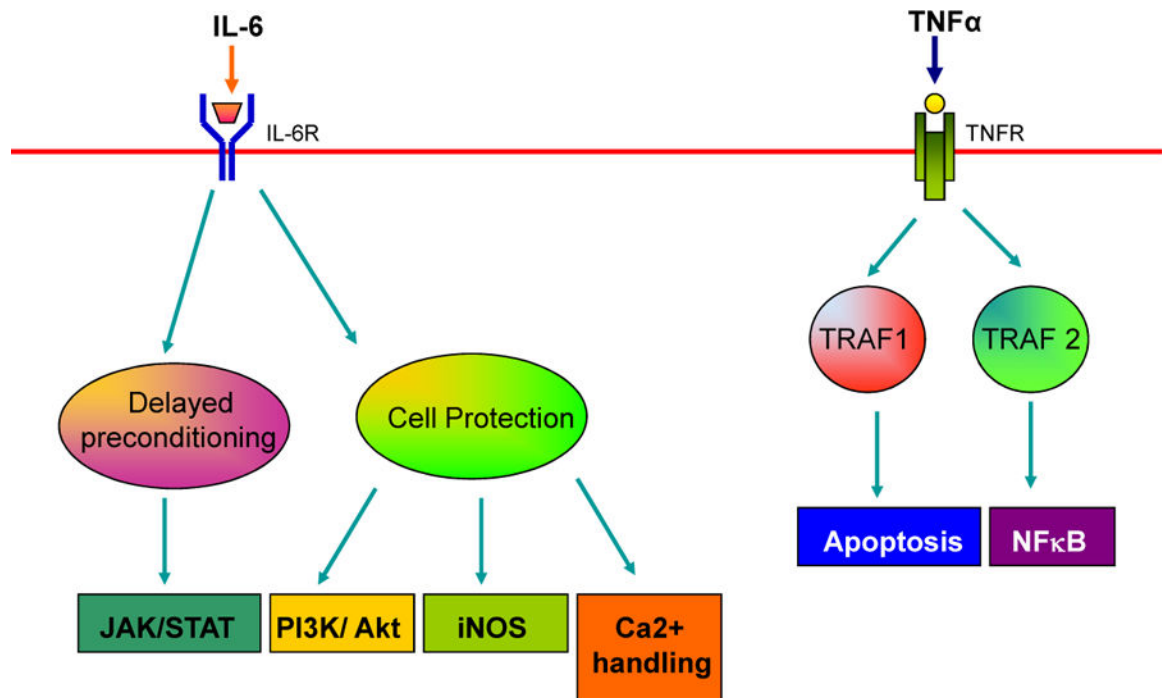 IL-6
TNFα
IL-6R
TNFR
TRAF1
TRAF 2
Delayed
preconditioning
Cell Protection
Apoptosis
NFκB
JAK/STAT
PI3K/ Akt
iNOS
Ca2+
handling